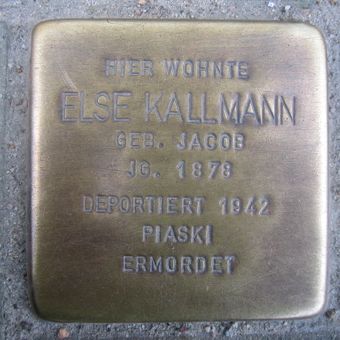 HIER WOHNTE
ELSE KALLMANN
GEB. JACOB
JG. 1878
DEPORTIERT 1942
PIASKI
ERMORDET